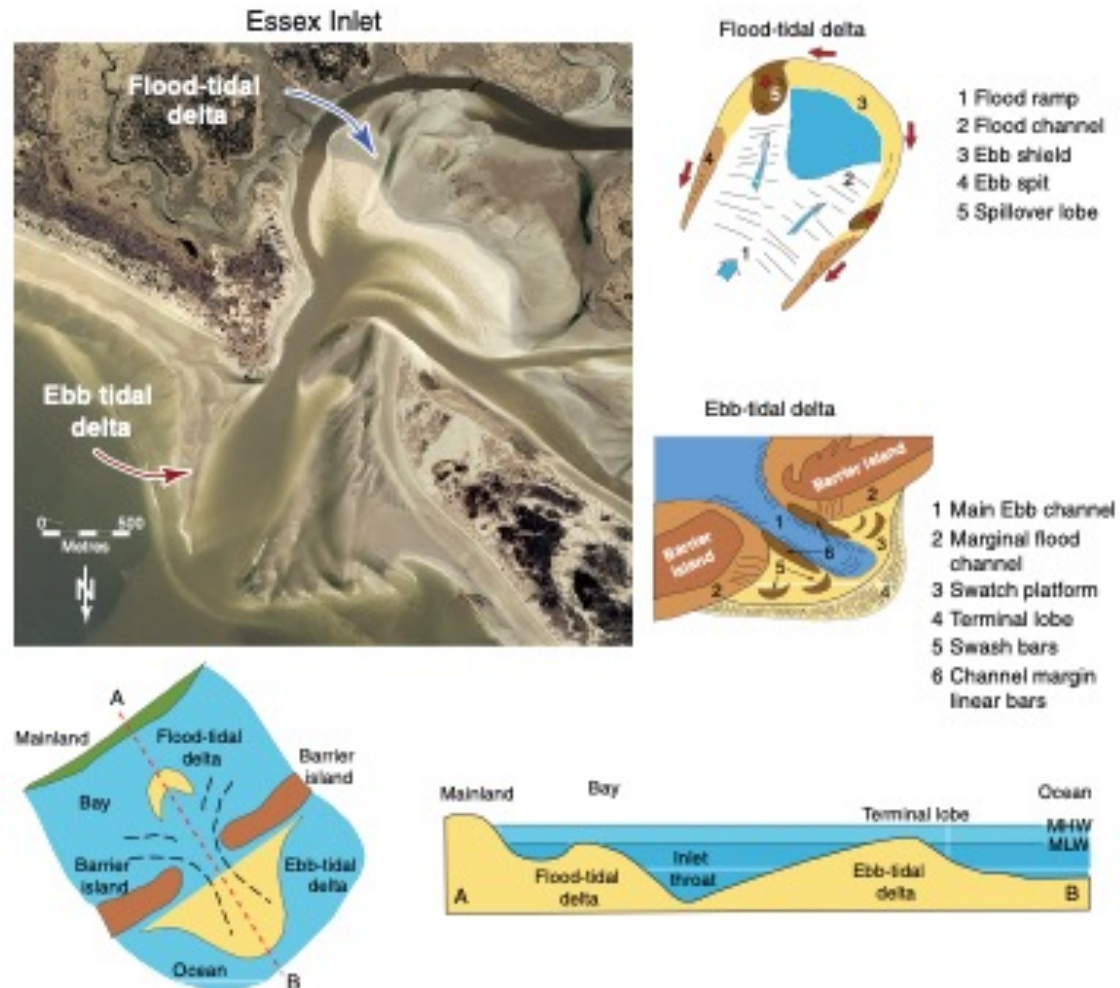 Essex Inlet
Flood-tidal
delta
Ebb tidal
delta
0 500
Metres
N
Flood-tidal delta
5
3
4
2
1
1 Flood ramp
2 Flood channel
3 Ebb shield
4 Ebb spit
5 Spillover lobe
Ebb-tidal delta
Barrier island
2
1
Barrier
island
6
3
5
2
4
1 Main Ebb channel
2 Marginal flood
channel
3 Swatch platform
4 Terminal lobe
5 Swash bars
6 Channel margin
linear bars
A
Mainland
Flood-tidal
delta
Barrier
island
Bay
Barrier
island
Ebb-tidal
delta
Ocean
B
Mainland
Bay
Ocean
Terminal lobe
MHW
MLW
Inlet
throat
Flood-tidal
delta
Ebb-tidal
delta
A
B